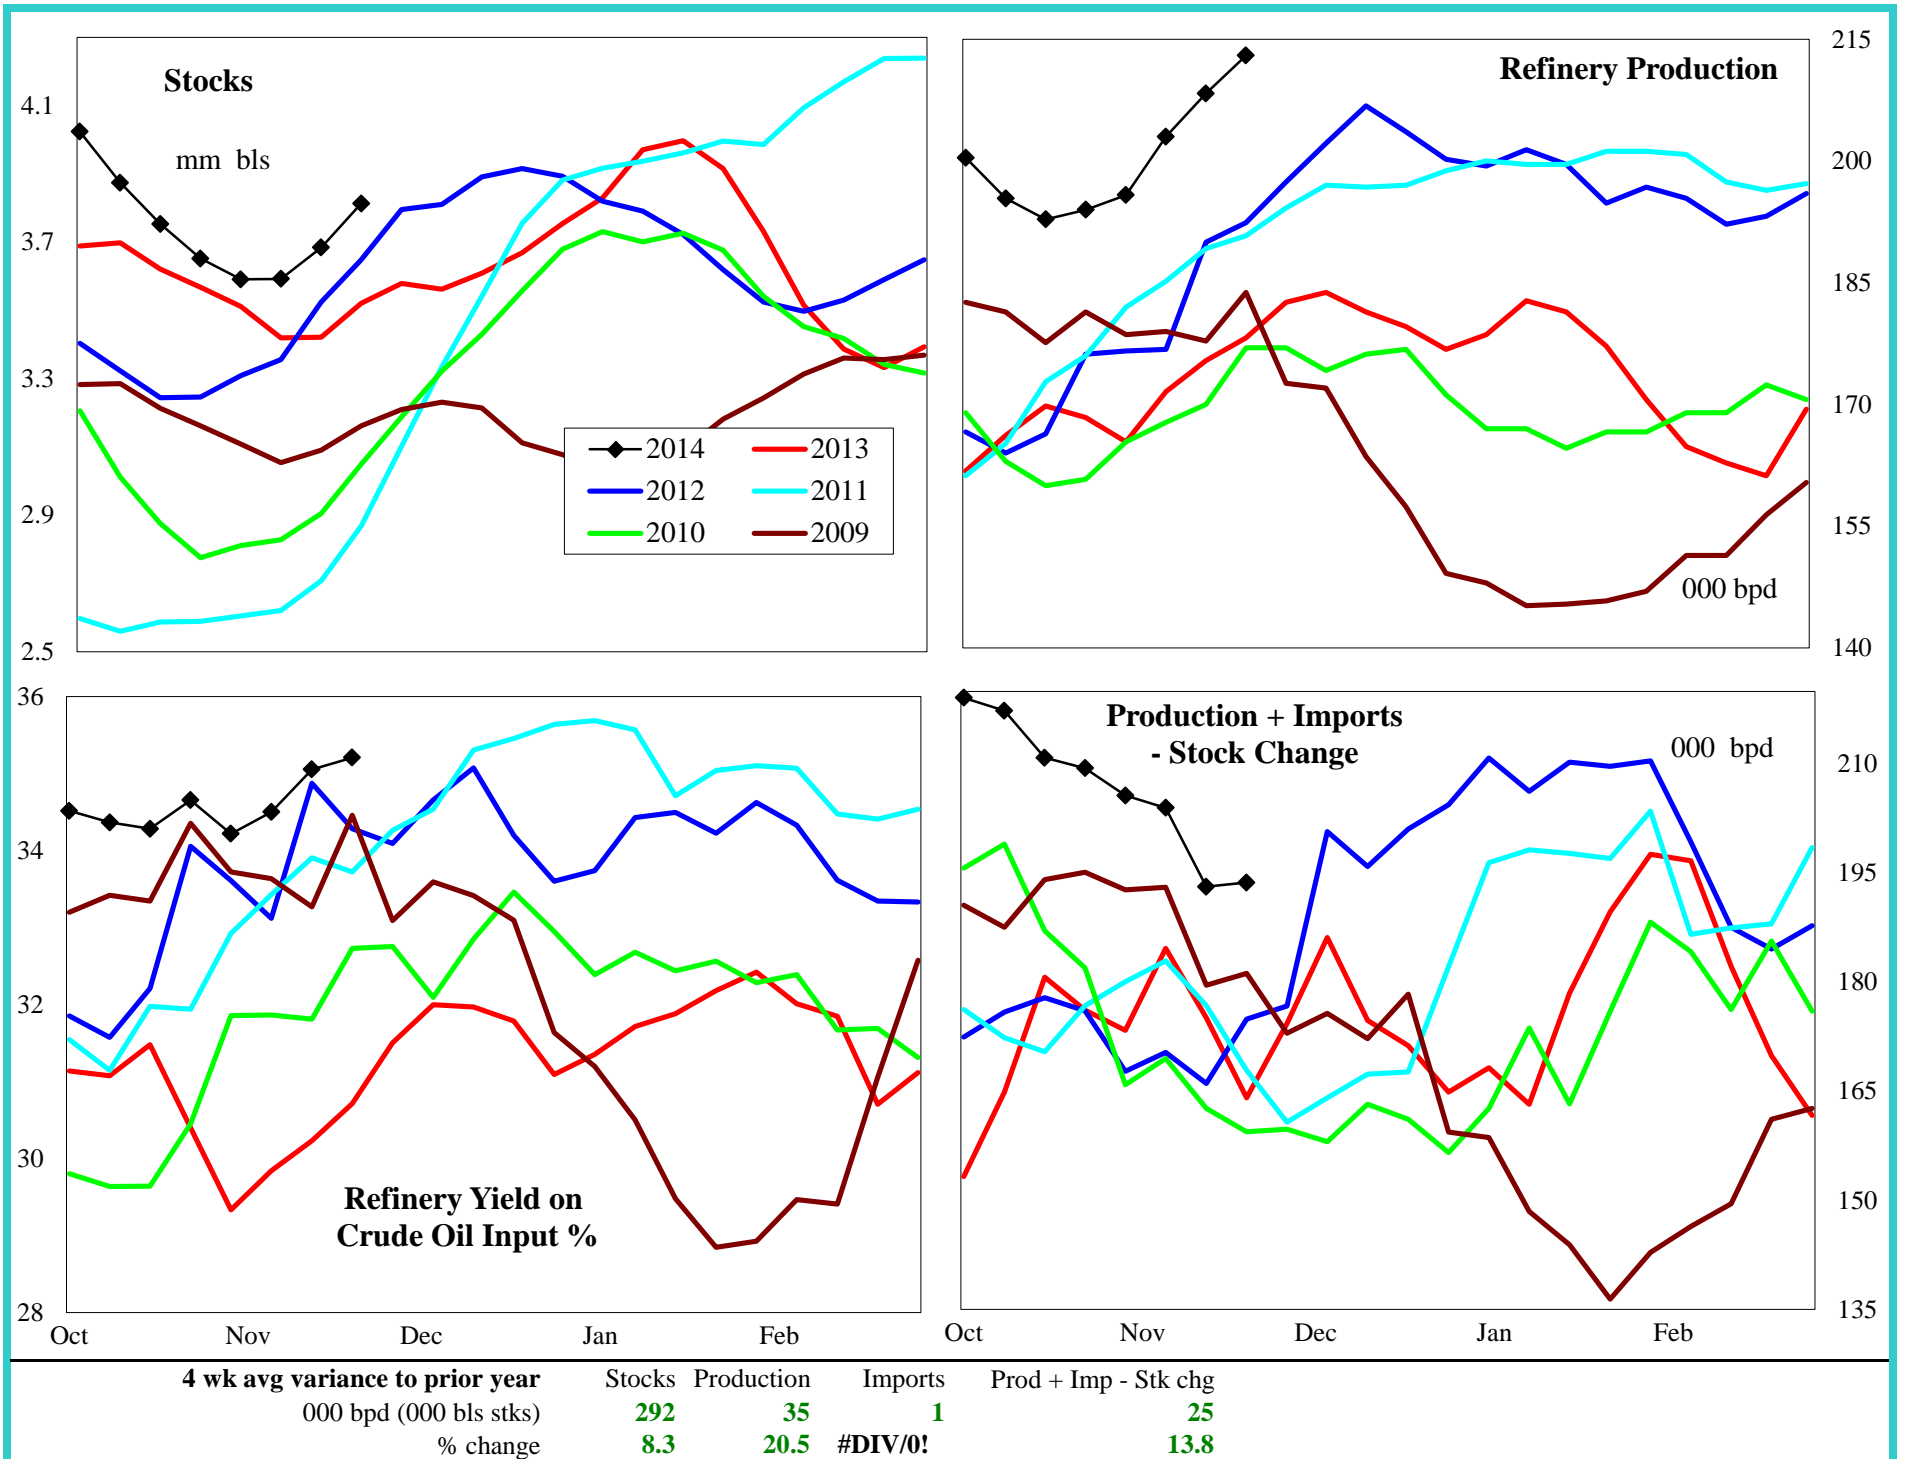 Stocks
mm bls
4.1
3.7
3.3
2.9
2.5
2014 2013
2012 2011
2010 2009
Refinery Production
000 bpd
215
200
185
170
155
140
36
34
32
30
28
Refinery Yield on
Crude Oil Input %
Oct Nov Dec Jan Feb
Production + Imports
- Stock Change
000 bpd
210
195
180
165
150
135
Oct Nov Dec Jan Feb
4 wk avg variance to prior year Stocks Production Imports Prod + Imp - Stk chg
000 bpd (000 bls stks) 292 35 1 25
% change 8.3 20.5 #DIV/0! 13.8